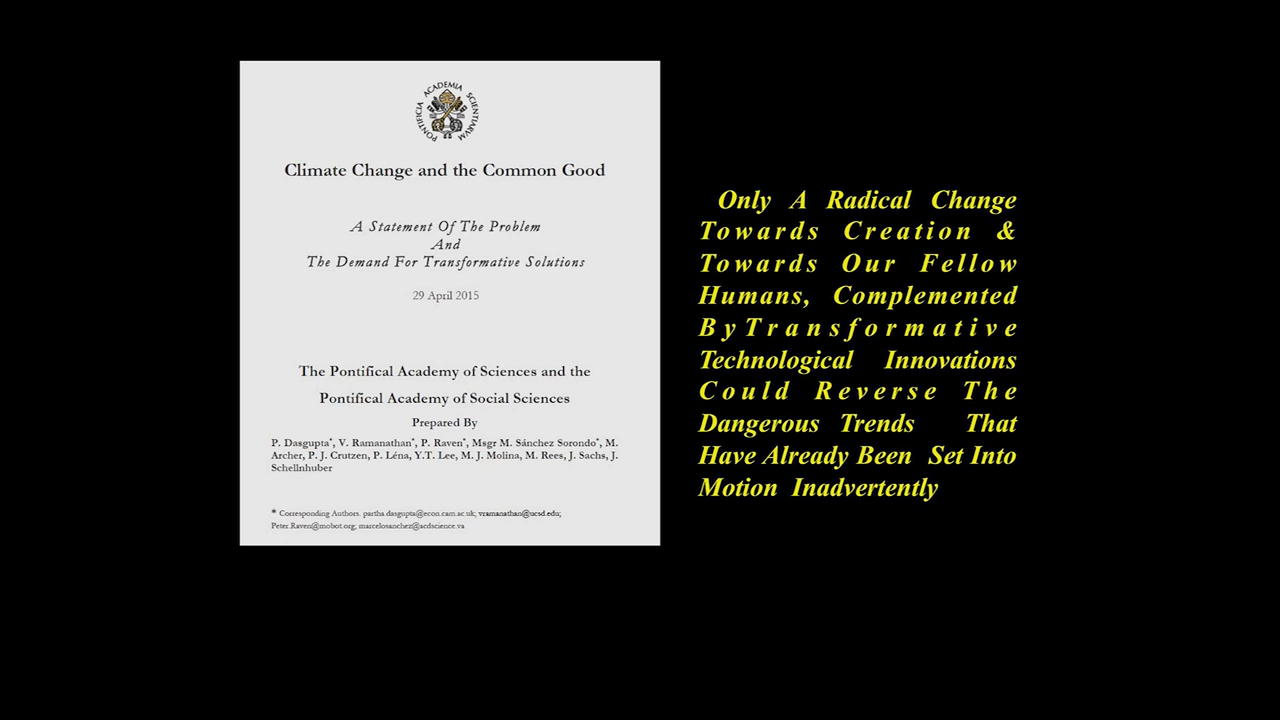 PONTIFICIA ACADEMIA SCIENTIARVM
Climate Change and the Common Good
A Statement Of The Problem
And
The Demand For Transformative Solutions
29 April 2015
The Pontifical Academy of Sciences and the
Pontifical Academy of Social Sciences
Prepared By
P. Dasgupta*, V. Ramanathan*, P. Raven*, Msgr M. Sánchez Sorondo*, M.
Archer, P. J. Crutzen, P. Léna, Y.T. Lee, M. J. Molina, M. Rees, J. Sachs, J.
Schellnhuber
* Corresponding Authors. partha.dasgupta@econ.cam.ac.uk; vramanathan@ucsd.edu;
Peter.Raven@mobot.org; marcelosanchez@acdscience.va
Only A Radical Change
Towards Creation &
Towards Our Fellow
Humans, Complemented
ByTransformative
Technological Innovations
Could Reverse The
Dangerous Trends That
Have Already Been Set Into
Motion Inadvertently